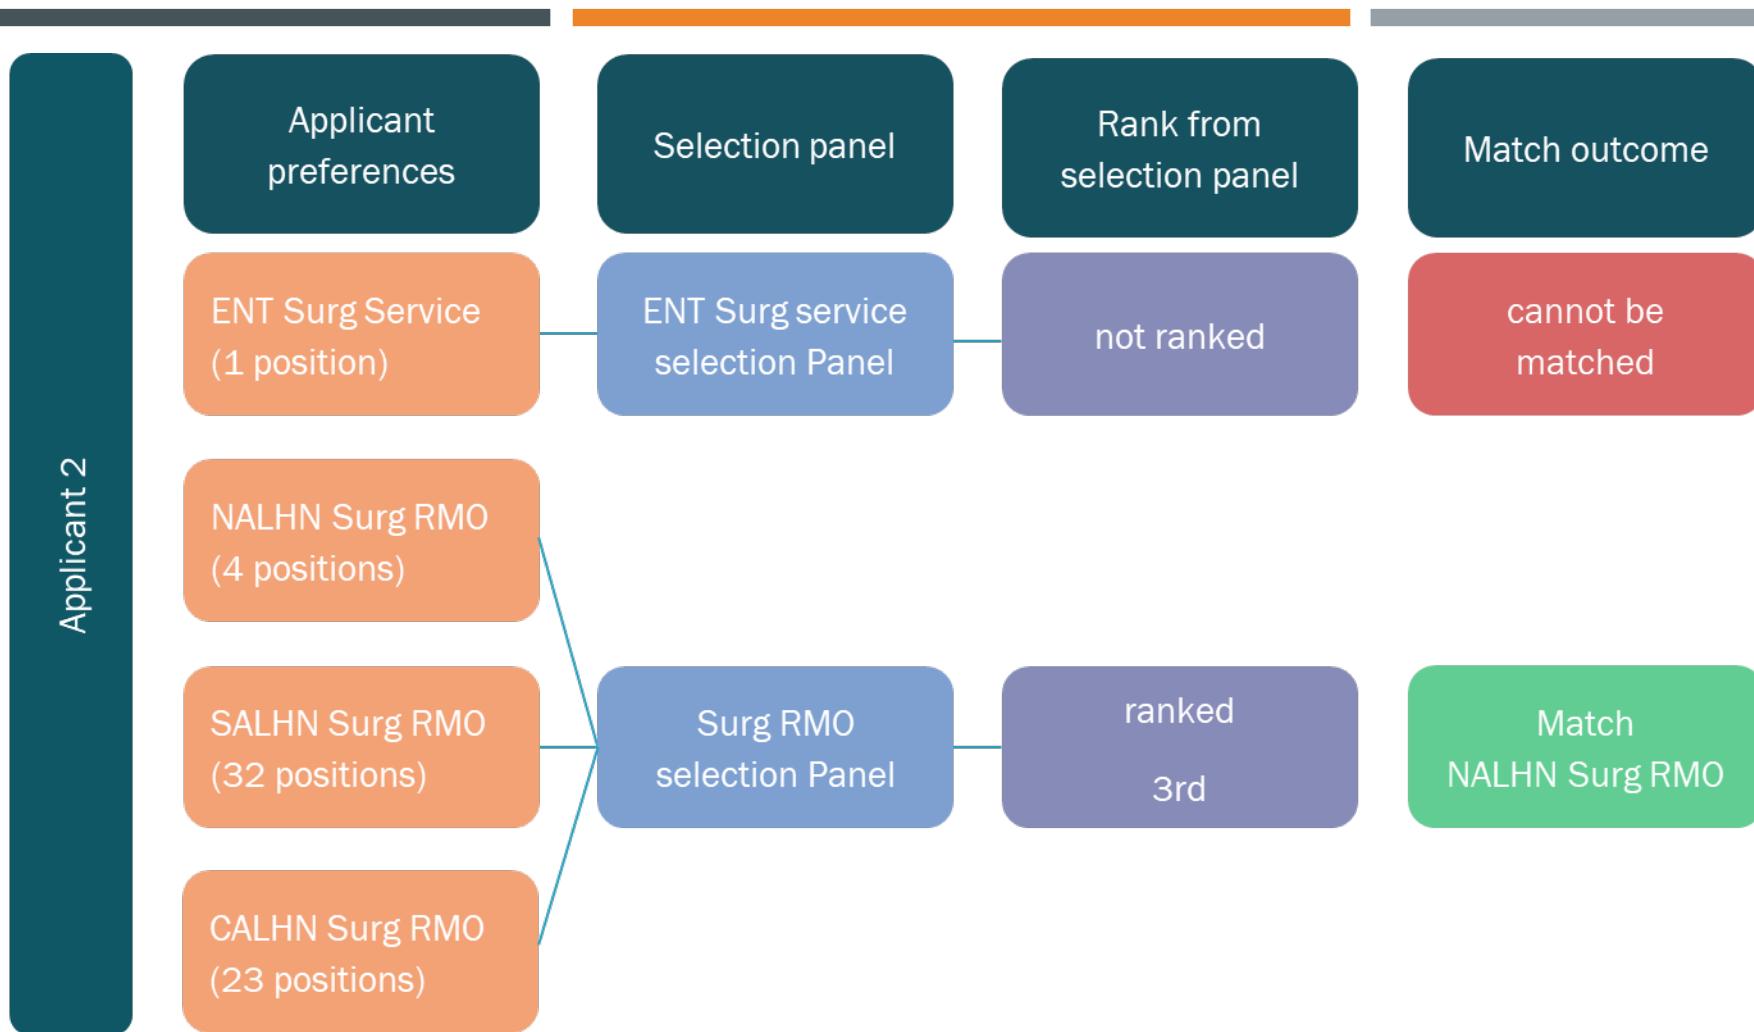 Applicant 2
Applicant
preferences
Selection panel
Rank from
selection panel
Match outcome
ENT Surg Service
(1 position)
ENT Surg service
selection Panel
not ranked
cannot be
matched
NALHN Surg RMO
(4 positions)
SALHN Surg RMO
(32 positions)
CALHN Surg RMO
(23 positions)
Surg RMO
selection Panel
ranked
3rd
Match
NALHN Surg RMO